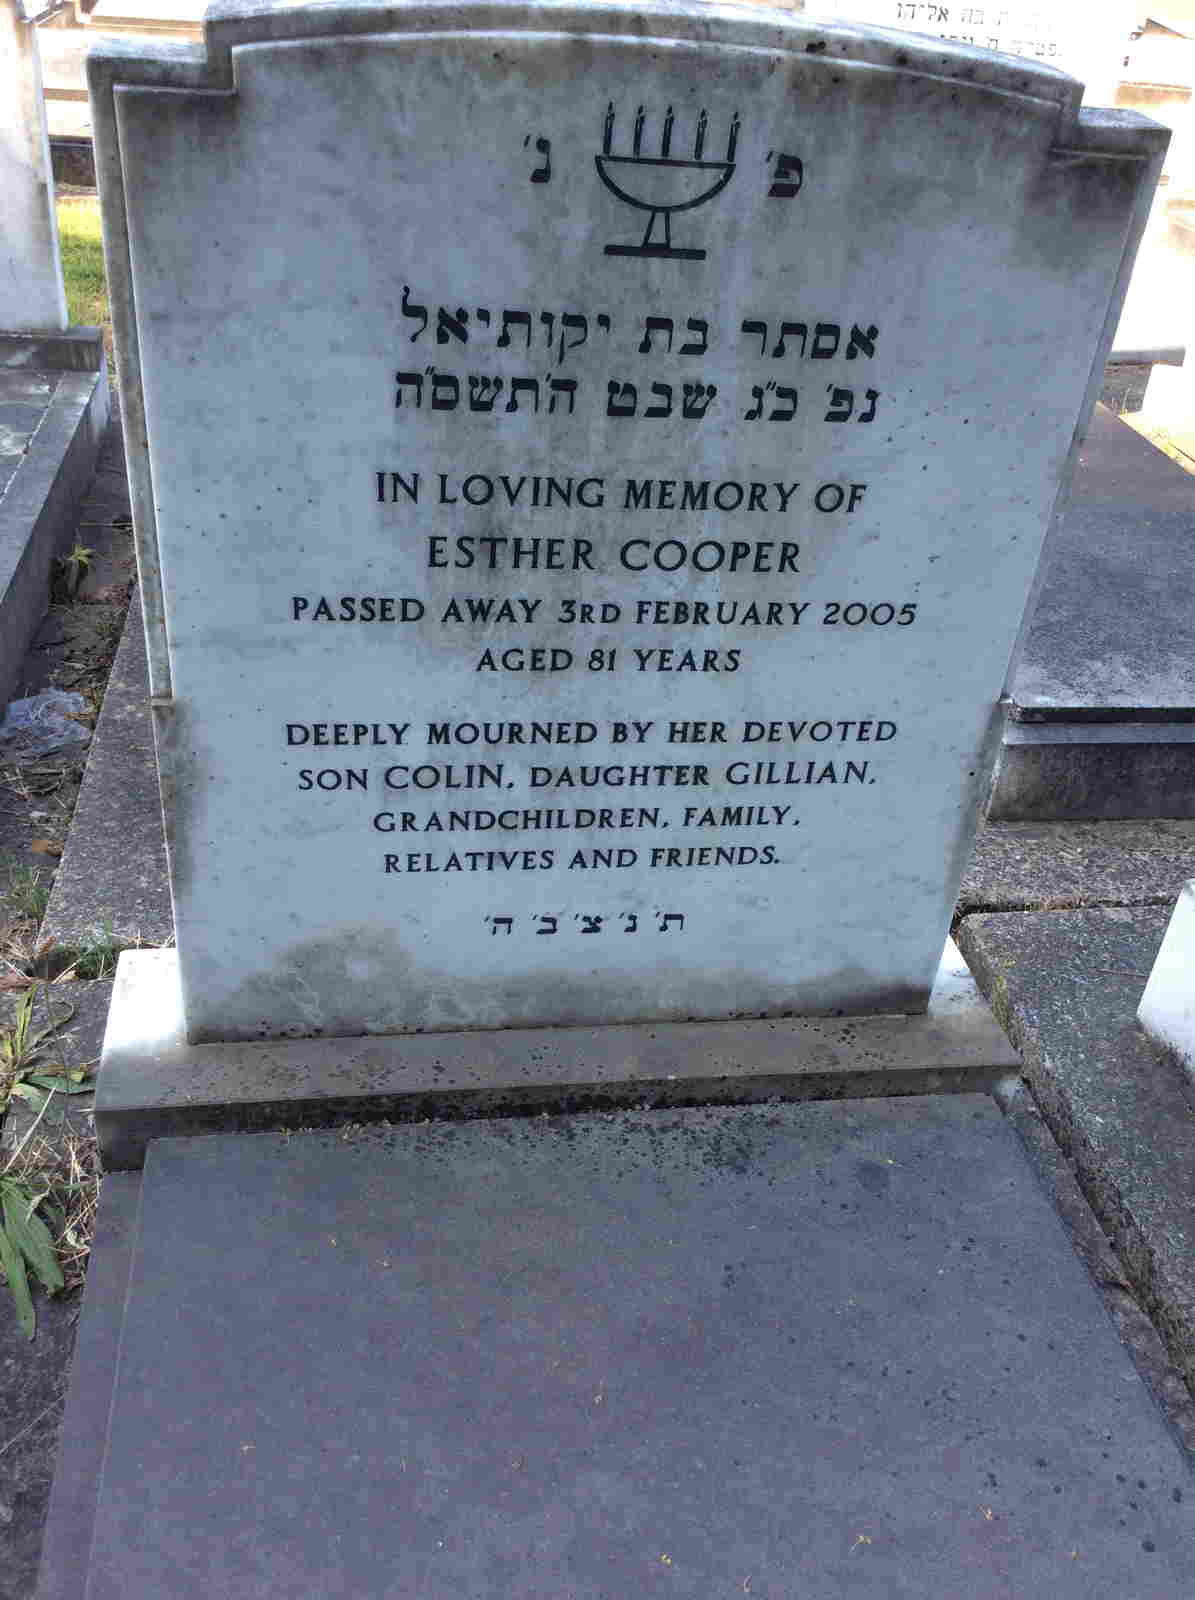 פ׳ נ׳
אסתר בת יקותיאל
נפ׳ כ״ג שבט ה׳תשס״ה
IN LOVING MEMORY OF
ESTHER COOPER
PASSED AWAY 3RD FEBRUARY 2005
AGED 81 YEARS
DEEPLY MOURNED BY HER DEVOTED
SON COLIN, DAUGHTER GILLIAN,
GRANDCHILDREN, FAMILY,
RELATIVES AND FRIENDS.
ת׳ נ׳ צ׳ ב׳ ה׳
אליהו